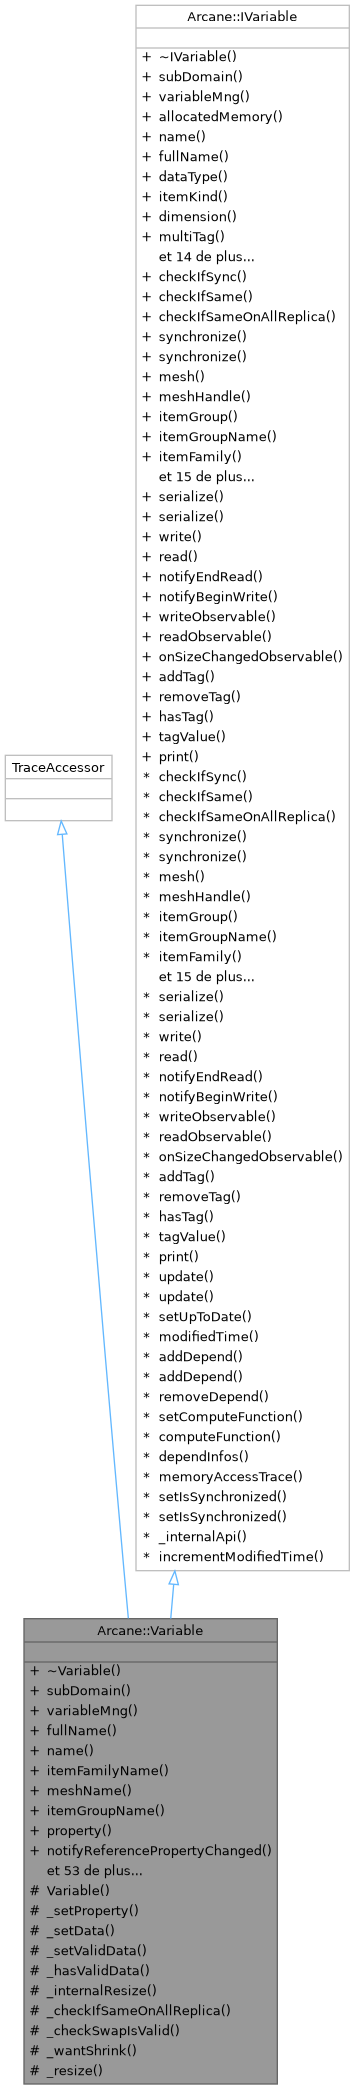 Arcane::IVariable
+ ~IVariable()
+ subDomain()
+ variableMng()
+ allocatedMemory()
+ name()
+ fullName()
+ dataType()
+ itemKind()
+ dimension()
+ multiTag()
et 14 de plus...
+ checkIfSync()
+ checkIfSame()
+ checkIfSameOnAllReplica()
+ synchronize()
+ synchronize()
+ mesh()
+ meshHandle()
+ itemGroup()
+ itemGroupName()
+ itemFamily()
et 15 de plus...
+ serialize()
+ serialize()
+ write()
+ read()
+ notifyEndRead()
+ notifyBeginWrite()
+ writeObservable()
+ readObservable()
+ onSizeChangedObservable()
+ addTag()
+ removeTag()
+ hasTag()
+ tagValue()
+ print()
* checkIfSync()
* checkIfSame()
* checkIfSameOnAllReplica()
* synchronize()
* synchronize()
* mesh()
* meshHandle()
* itemGroup()
* itemGroupName()
* itemFamily()
et 15 de plus...
* serialize()
* serialize()
* write()
* read()
* notifyEndRead()
* notifyBeginWrite()
* writeObservable()
* readObservable()
* onSizeChangedObservable()
* addTag()
* removeTag()
* hasTag()
* tagValue()
* print()
* update()
* update()
* setUpToDate()
* modifiedTime()
* addDepend()
* addDepend()
* removeDepend()
* setComputeFunction()
* computeFunction()
* dependInfos()
* memoryAccessTrace()
* setIsSynchronized()
* setIsSynchronized()
* _internalApi()
* incrementModifiedTime()
TraceAccessor
Arcane::Variable
+ ~Variable()
+ subDomain()
+ variableMng()
+ fullName()
+ name()
+ itemFamilyName()
+ meshName()
+ itemGroupName()
+ property()
+ notifyReferencePropertyChanged()
et 53 de plus...
# Variable()
# _setProperty()
# _setData()
# _setValidData()
# _hasValidData()
# _internalResize()
# _checkIfSameOnAllReplica()
# _checkSwapIsValid()
# _wantShrink()
# _resize()